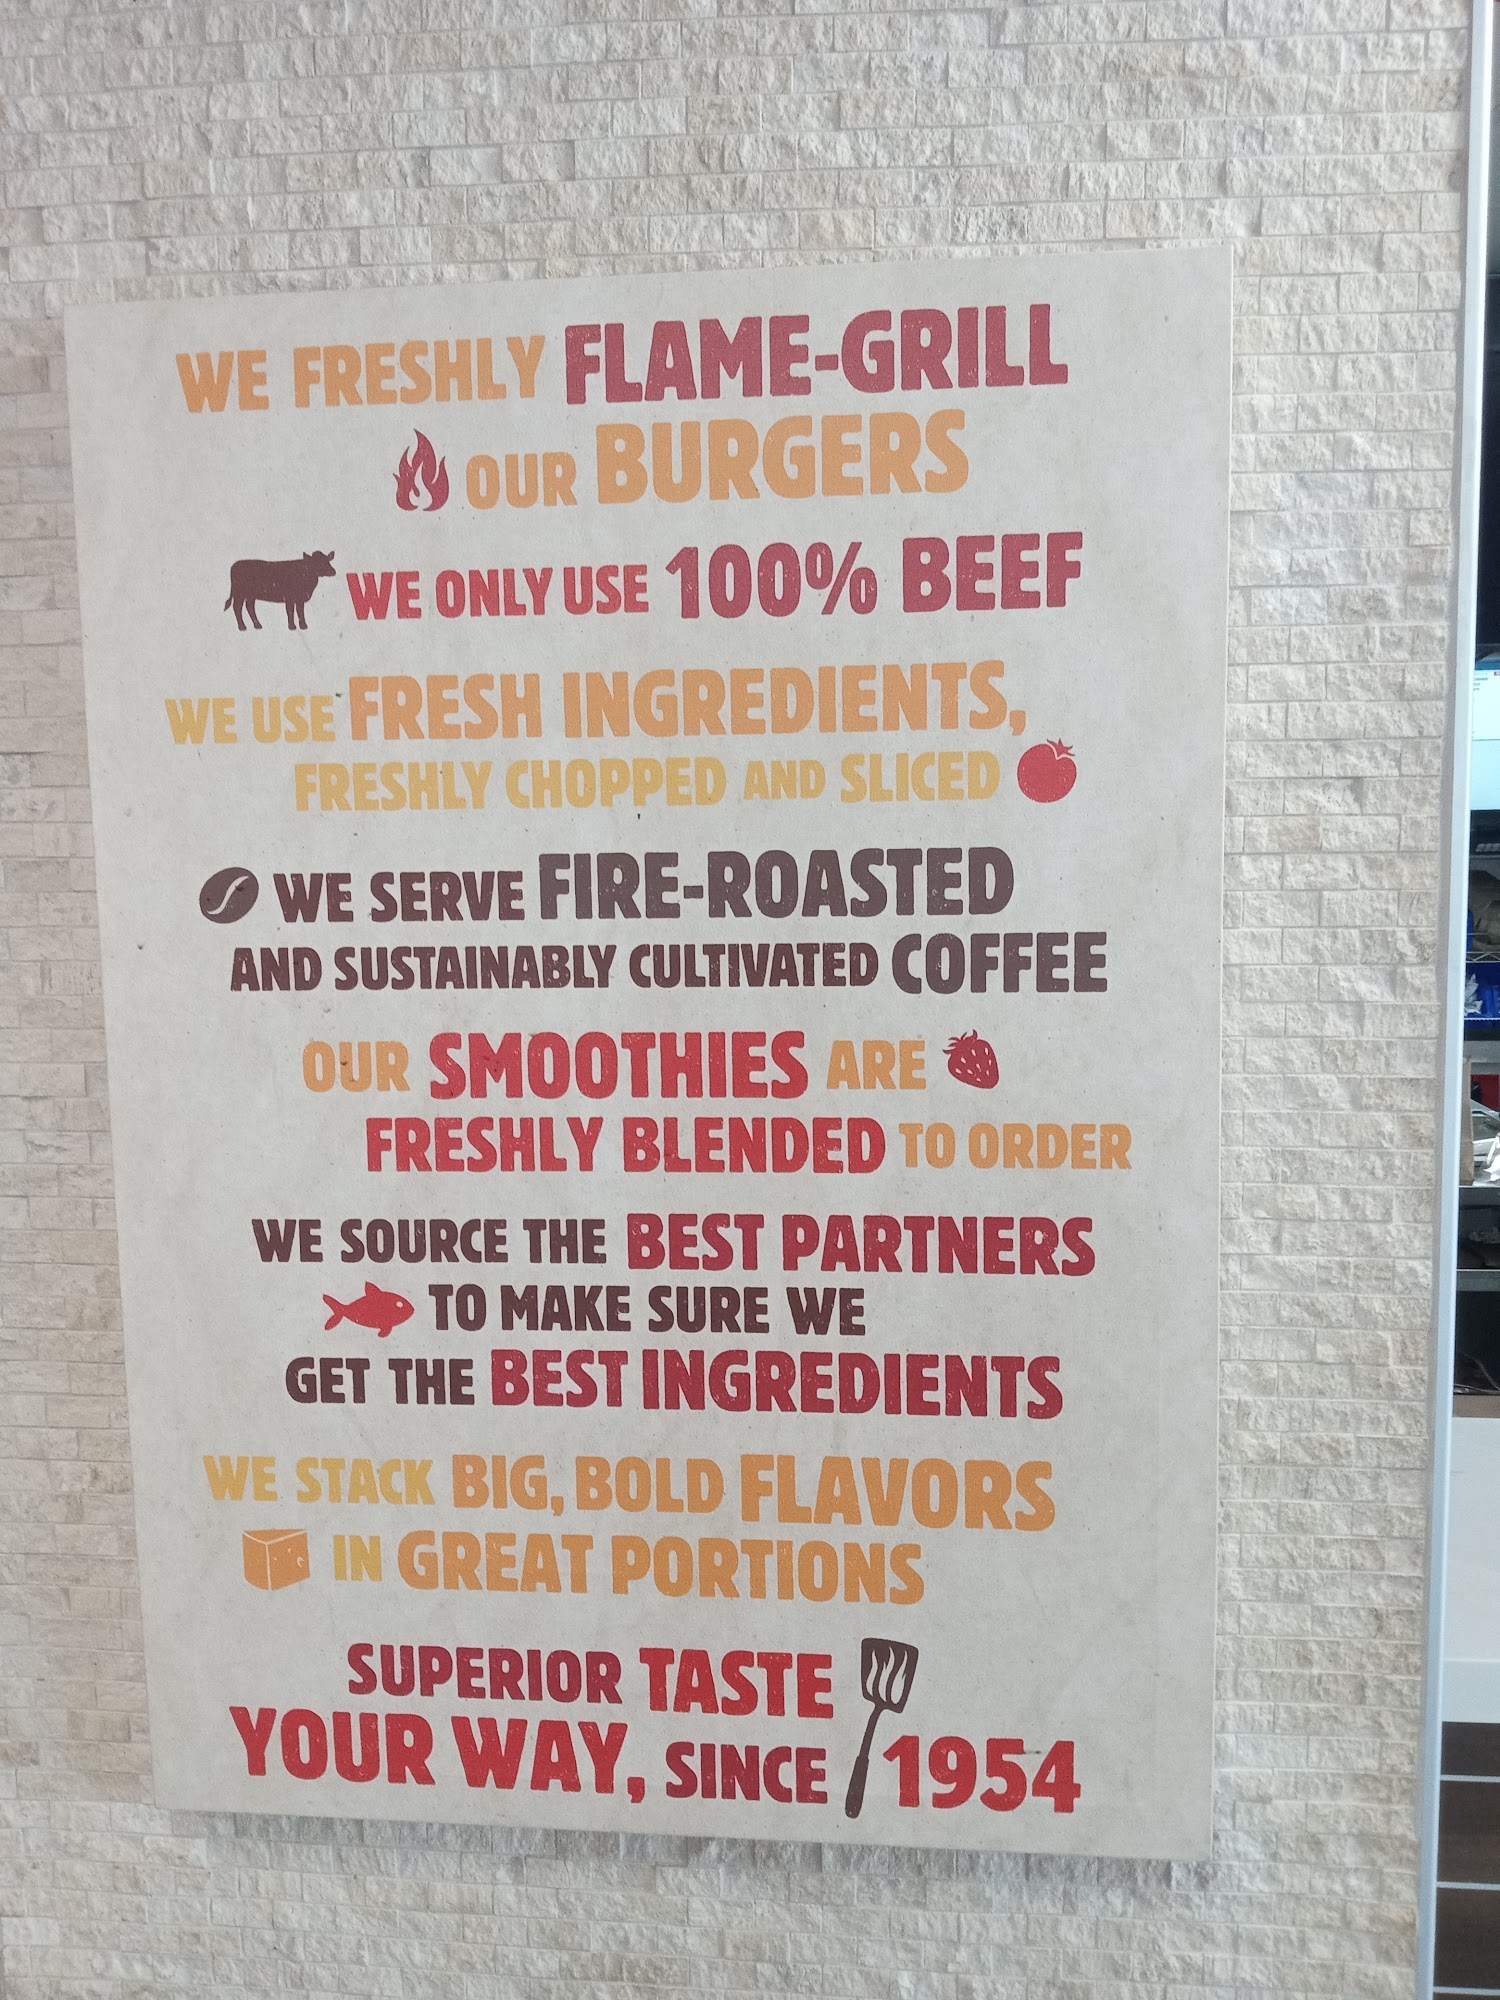 WE FRESHLY FLAME-GRILL
OUR BURGERS
WE ONLY USE 100% BEEF
WE USE FRESH INGREDIENTS,
FRESHLY CHOPPED AND SLICED
WE SERVE FIRE-ROASTED
AND SUSTAINABLY CULTIVATED COFFEE
OUR SMOOTHIES ARE
FRESHLY BLENDED TO ORDER
WE SOURCE THE BEST PARTNERS
TO MAKE SURE WE
GET THE BEST INGREDIENTS
WE STACK BIG, BOLD FLAVORS
IN GREAT PORTIONS
SUPERIOR TASTE
YOUR WAY, SINCE 1954